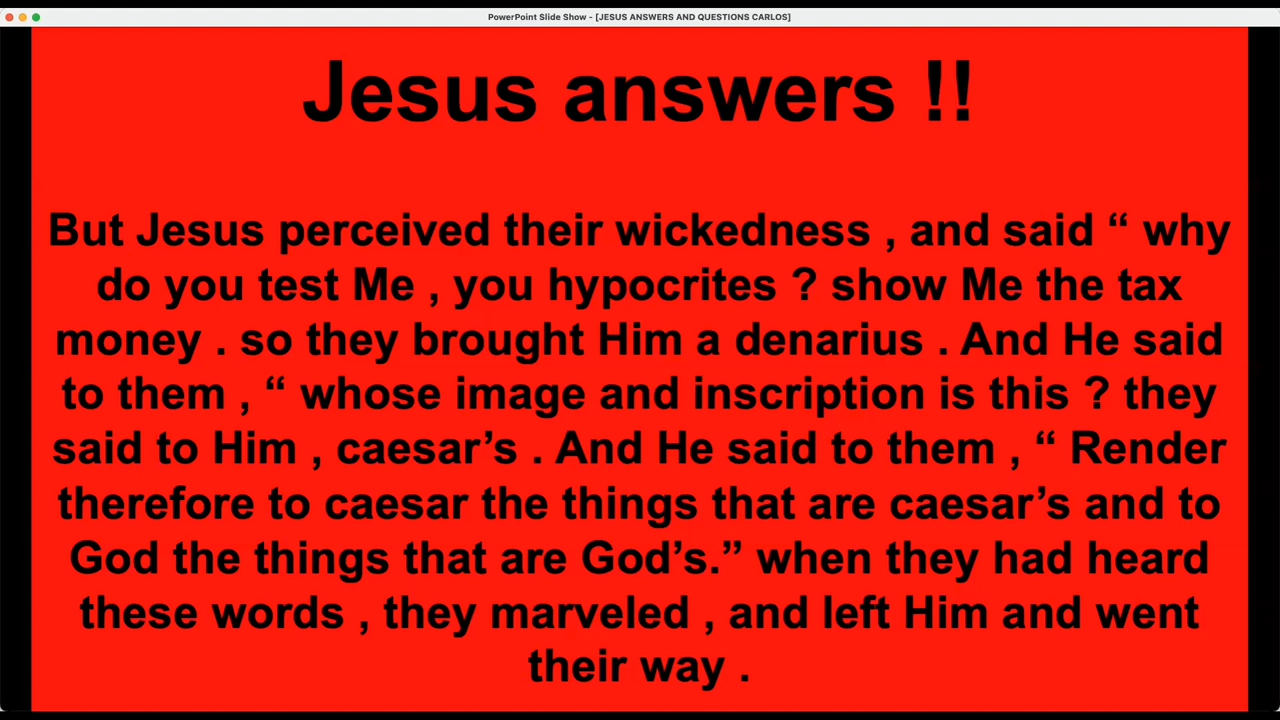 PowerPoint Slide Show - [JESUS ANSWERS AND QUESTIONS CARLOS]
Jesus answers !!
But Jesus perceived their wickedness , and said “ why
do you test Me , you hypocrites ? show Me the tax
money . so they brought Him a denarius . And He said
to them , “ whose image and inscription is this ? they
said to Him , caesar’s . And He said to them , “ Render
therefore to caesar the things that are caesar’s and to
God the things that are God’s.” when they had heard
these words , they marveled , and left Him and went
their way .